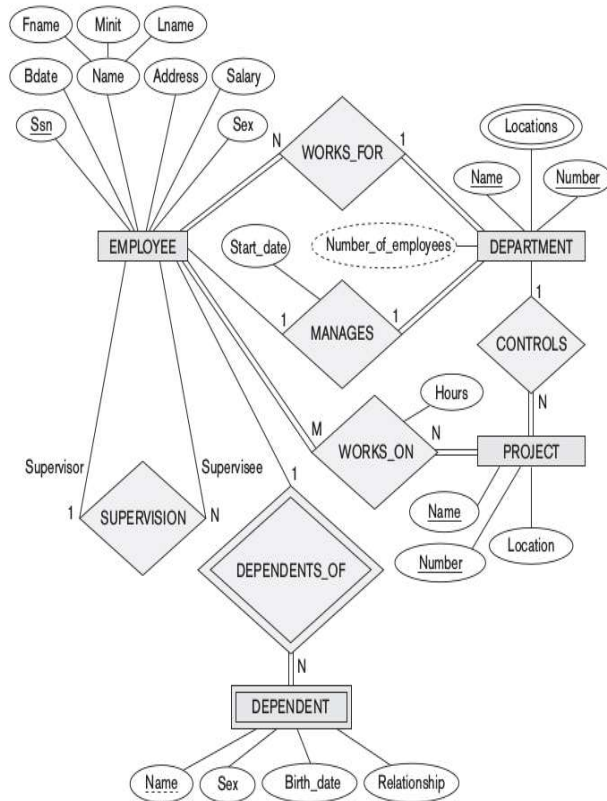 Fname Minit Lname
Bdate Name Address Salary
Ssn Sex
N WORKS_FOR 1
Locations
Name Number
EMPLOYEE Start_date Number_of_employees DEPARTMENT
1 MANAGES 1
1
CONTROLS
Hours
M WORKS_ON N N
PROJECT
Supervisor Supervisee 1
1 SUPERVISION N
Name
Number Location
DEPENDENTS_OF
N
DEPENDENT
Name Sex Birth_date Relationship